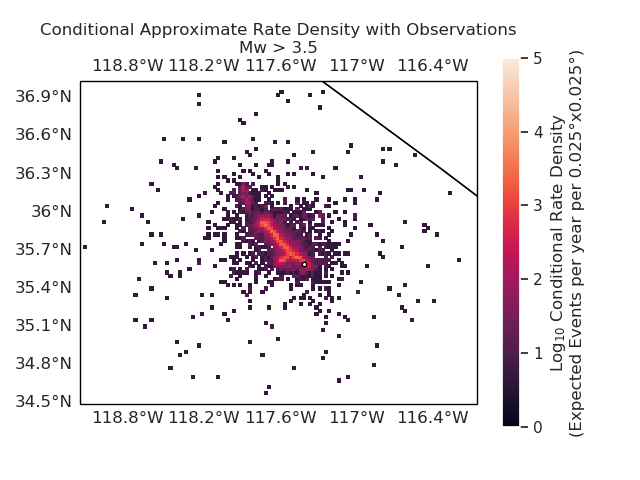 Conditional Approximate Rate Density with Observations
Mw > 3.5
118.8°W 118.2°W 117.6°W 117°W 116.4°W
36.9°N
36.6°N
36.3°N
36°N
35.7°N
35.4°N
35.1°N
34.8°N
34.5°N
118.8°W 118.2°W 117.6°W 117°W 116.4°W
5
4
3
2
1
0
Log₁₀ Conditional Rate Density
(Expected Events per year per 0.025°x0.025°)